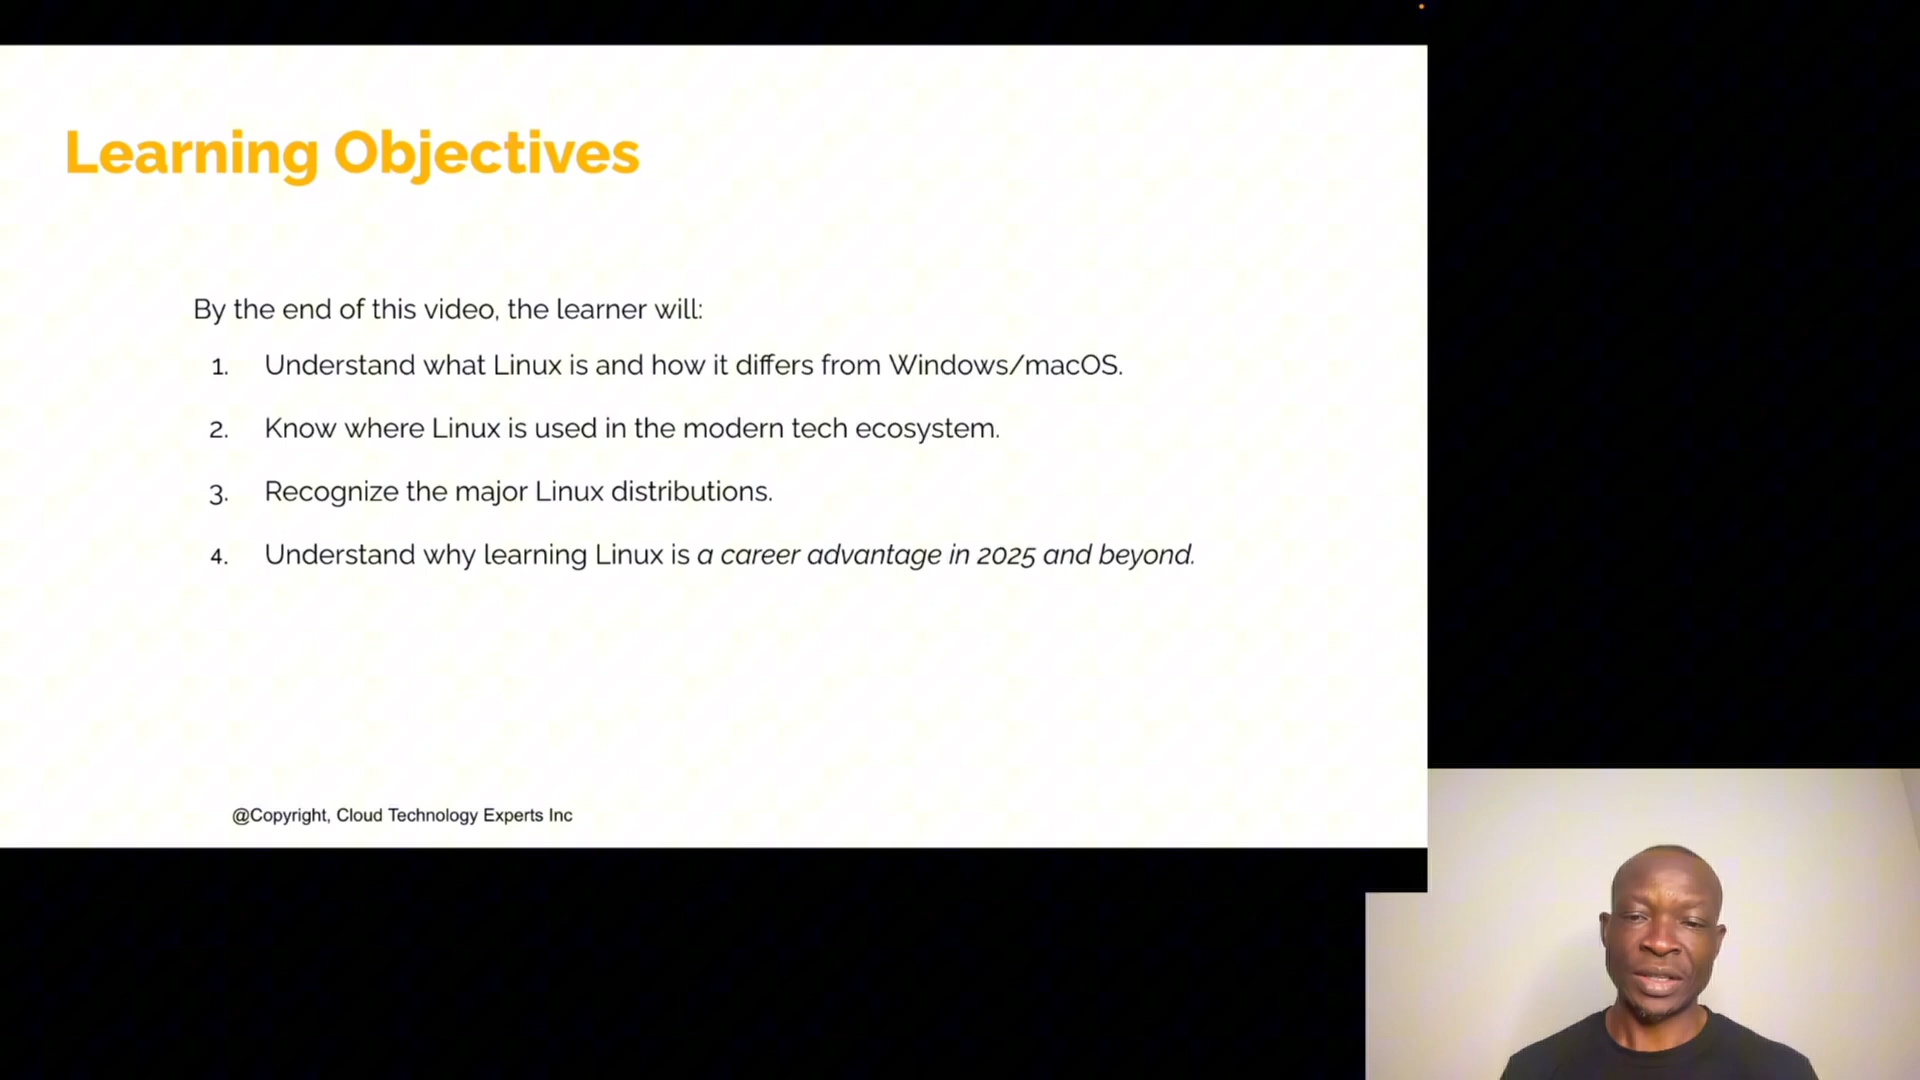 Learning Objectives
By the end of this video, the learner will:
1. Understand what Linux is and how it differs from Windows/macOS.
2. Know where Linux is used in the modern tech ecosystem.
3. Recognize the major Linux distributions.
4. Understand why learning Linux is a career advantage in 2025 and beyond.
@Copyright, Cloud Technology Experts Inc